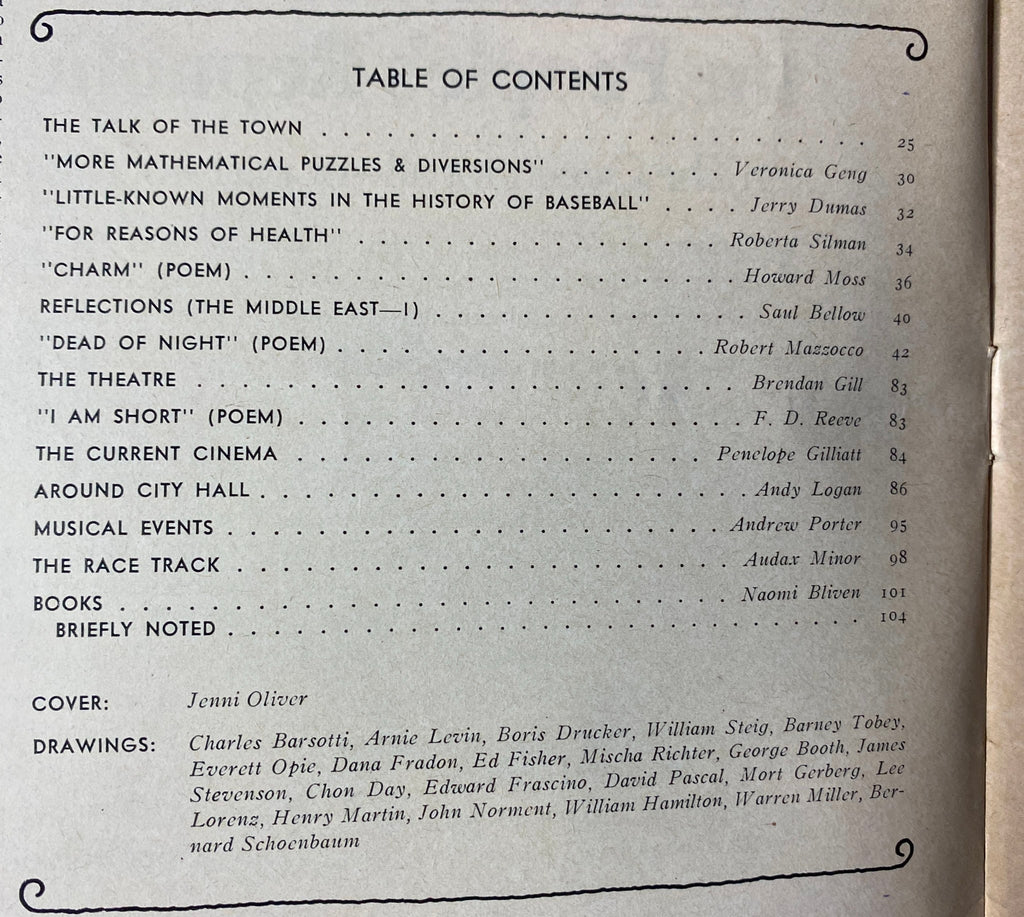 TABLE OF CONTENTS
THE TALK OF THE TOWN . . . . . . . . . . . . . . . . . . . . 25
"MORE MATHEMATICAL PUZZLES & DIVERSIONS" . . . . . . Veronica Geng 30
"LITTLE-KNOWN MOMENTS IN THE HISTORY OF BASEBALL" . . . . Jerry Dumas 32
"FOR REASONS OF HEALTH" . . . . . . . . . . . . . Roberta Silman 34
"CHARM" (POEM) . . . . . . . . . . . . . . . . . Howard Moss 36
REFLECTIONS (THE MIDDLE EAST—I) . . . . . . . . . . . Saul Bellow 40
"DEAD OF NIGHT" (POEM) . . . . . . . . . . . . . Robert Mazzocco 42
THE THEATRE . . . . . . . . . . . . . . . . . . . Brendan Gill 83
"I AM SHORT" (POEM) . . . . . . . . . . . . . . . . F. D. Reeve 83
THE CURRENT CINEMA . . . . . . . . . . . . . . . Penelope Gilliatt 84
AROUND CITY HALL . . . . . . . . . . . . . . . . . Andy Logan 86
MUSICAL EVENTS . . . . . . . . . . . . . . . . . . Andrew Porter 95
THE RACE TRACK . . . . . . . . . . . . . . . . . . Audax Minor 98
BOOKS . . . . . . . . . . . . . . . . . . . . . . Naomi Bliven 101
BRIEFLY NOTED . . . . . . . . . . . . . . . . . . . . . . . 104
COVER: Jenni Oliver
DRAWINGS: Charles Barsotti, Arnie Levin, Boris Drucker, William Steig, Barney Tobey,
Everett Opie, Dana Fradon, Ed Fisher, Mischa Richter, George Booth, James
Stevenson, Chon Day, Edward Frascino, David Pascal, Mort Gerberg, Lee
Lorenz, Henry Martin, John Norment, William Hamilton, Warren Miller, Ber-
nard Schoenbaum